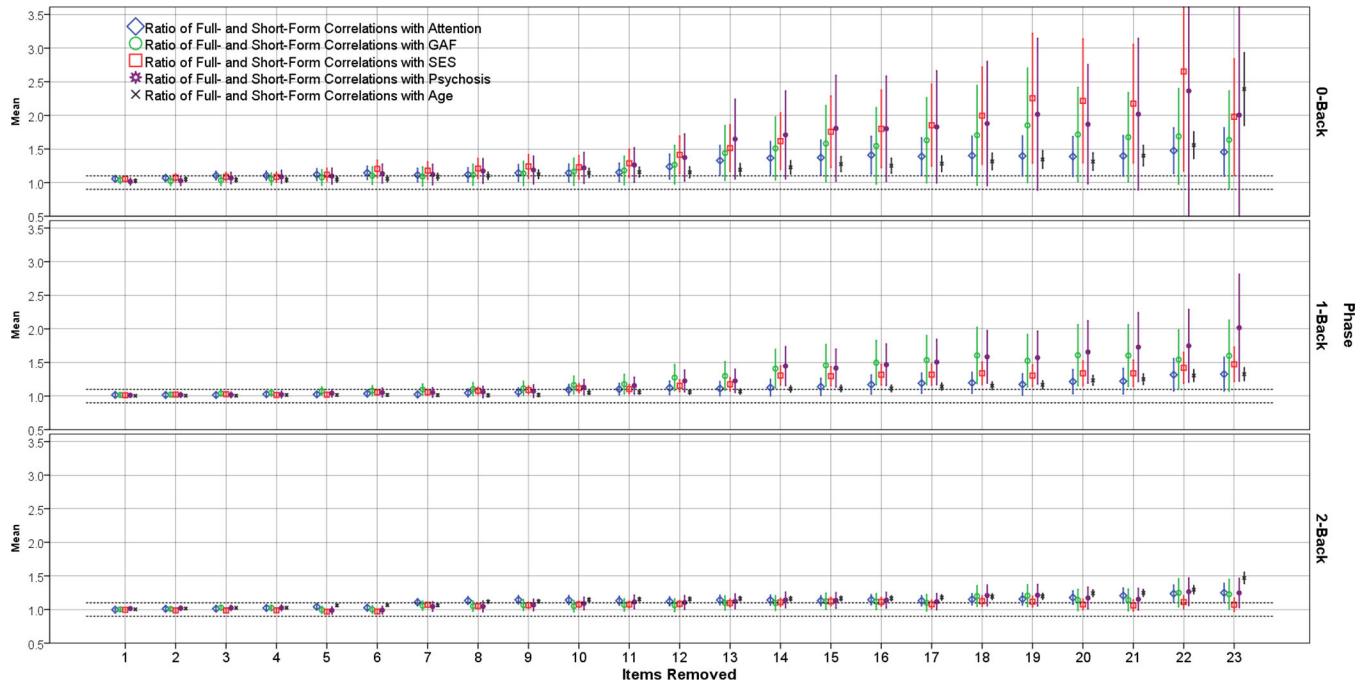 3.5
Ratio of Full- and Short-Form Correlations with Attention
Ratio of Full- and Short-Form Correlations with GAF
3.0
Ratio of Full- and Short-Form Correlations with SES
Ratio of Full- and Short-Form Correlations with Psychosis
2.5
Ratio of Full- and Short-Form Correlations with Age
Mean
0-Back
2.0
1.5
1.0
0.5
3.5
3.0
2.5
Mean
1-Back
Phase
2.0
1.5
1.0
0.5
3.5
3.0
2.5
Mean
2-Back
2.0
1.5
1.0
0.5
1 2 3 4 5 6 7 8 9 10 11 12 13 14 15 16 17 18 19 20 21 22 23
Items Removed